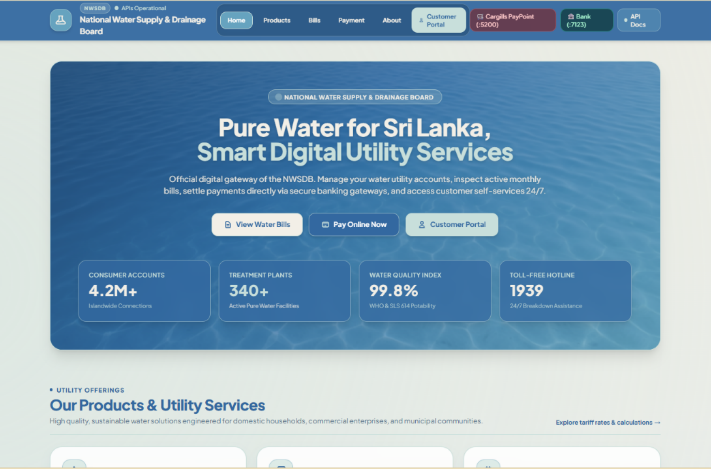 NWSDB
APIs Operational
National Water Supply & Drainage
Board
Home
Products
Bills
Payment
About
Customer
Portal
Cargills PayPoint
(:5200)
Bank
(:7123)
API
Docs
NATIONAL WATER SUPPLY & DRAINAGE BOARD
Pure Water for Sri Lanka,
Smart Digital Utility Services
Official digital gateway of the NWSDB. Manage your water utility accounts, inspect active monthly
bills, settle payments directly via secure banking gateways, and access customer self-services 24/7.
View Water Bills
Pay Online Now
Customer Portal
CONSUMER ACCOUNTS
4.2M+
Islandwide Connections
TREATMENT PLANTS
340+
Active Pure Water Facilities
WATER QUALITY INDEX
99.8%
WHO & SLS 614 Potability
TOLL-FREE HOTLINE
1939
24/7 Breakdown Assistance
UTILITY OFFERINGS
Our Products & Utility Services
High quality, sustainable water solutions engineered for domestic households, commercial enterprises, and municipal communities.
Explore tariff rates & calculations →